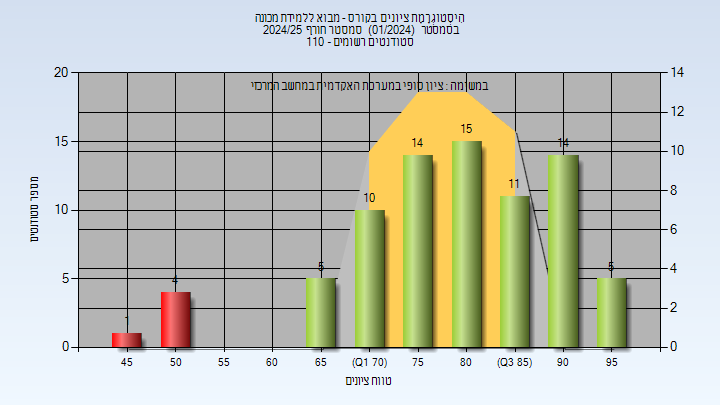 הִיסְטוֹגְרָמַת ציונים בקורס - מבוא ללמידת מכונה
בסמסטר (01/2024) סמסטר חורף 2024/25
סטודנטים רשומים - 110
במשימה : ציון סופי במערכת האקדמית במחשב המרכזי
20 14
12
15 10
8
10 6
5 4
2
0 0
1 4 5 10 14 15 11 14 5
45 50 55 60 65 (Q1 70) 75 80 (Q3 85) 90 95
מספר סטודנטים
טווח ציונים